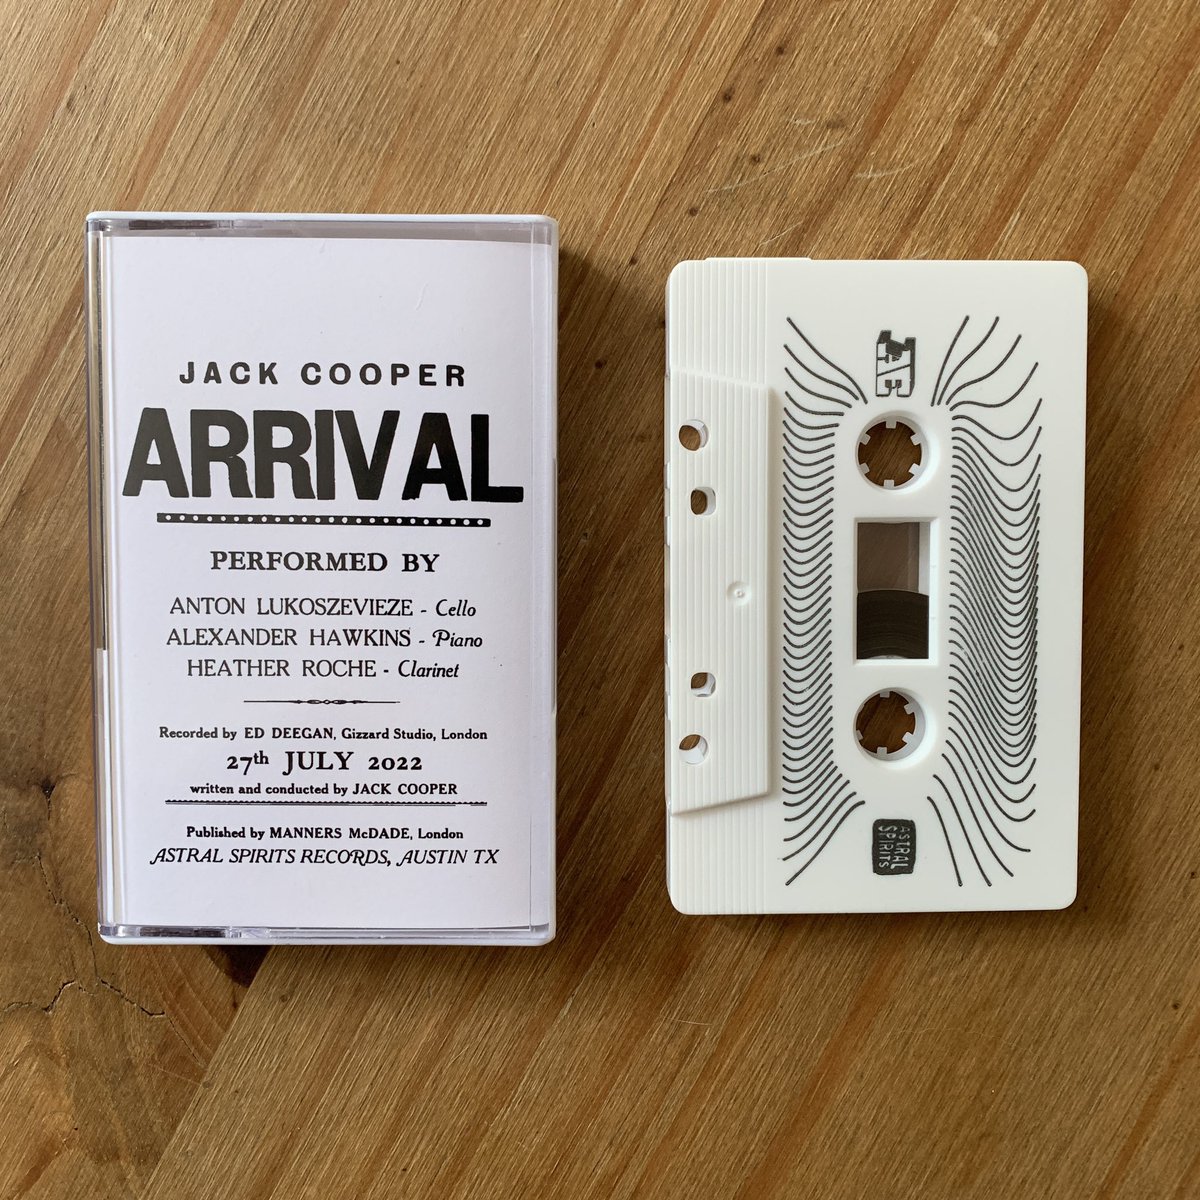 JACK COOPER
ARRIVAL
PERFORMED BY
ANTON LUKOSZEVIEZE - Cello
ALEXANDER HAWKINS - Piano
HEATHER ROCHE - Clarinet
Recorded by ED DEEGAN, Gizzard Studio, London
27th JULY 2022
written and conducted by JACK COOPER
Published by MANNERS McDADE, London
ASTRAL SPIRITS RECORDS, AUSTIN TX
ASTRAL
SPIRITS